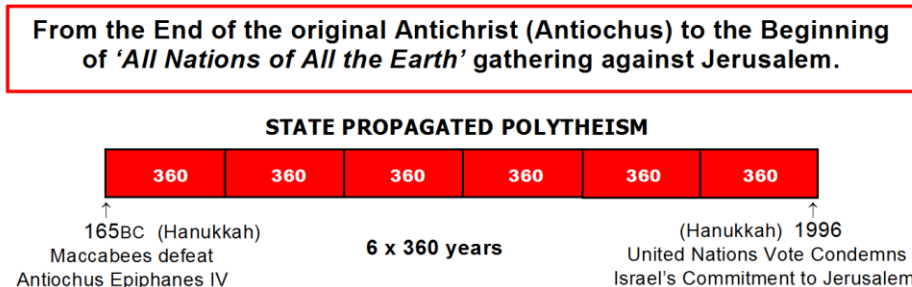 From the End of the original Antichrist (Antiochus) to the Beginning
of ‘All Nations of All the Earth’ gathering against Jerusalem.
STATE PROPAGATED POLYTHEISM
360 360 360 360 360 360
165BC (Hanukkah)
Maccabees defeat
Antiochus Epiphanes IV
6 x 360 years
(Hanukkah) 1996
United Nations Vote Condemns
Israel’s Commitment to Jerusalem